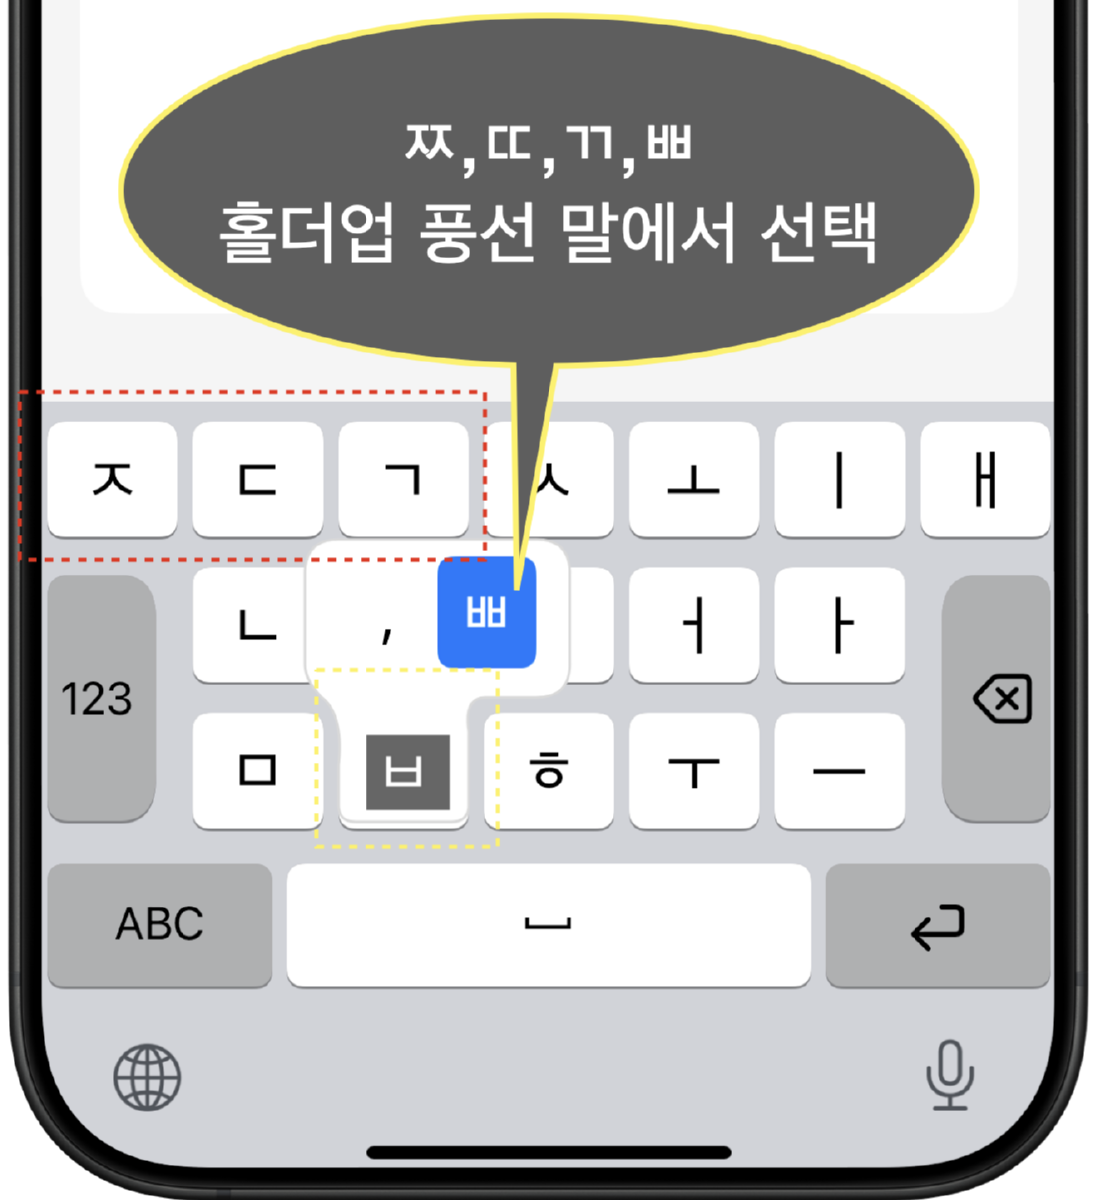 ㅉ,ㄸ,ㄲ,ㅃ
홀더업 풍선 말에서 선택
ㅈ ㄷ ㄱ ㅅ ㅗ ㅣ ㅐ
, ㅃ
123 ㄴ ㅓ ㅏ
ㅁ ㅂ ㅎ ㅜ ㅡ
ABC